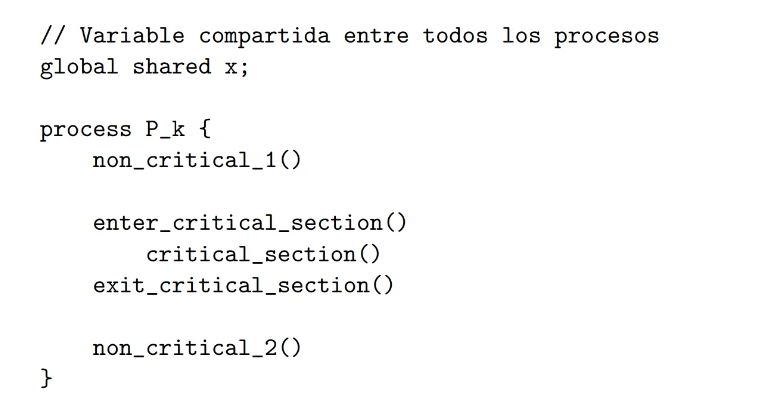 // Variable compartida entre todos los procesos
global shared x;
process P_k {
non_critical_1()
enter_critical_section()
critical_section()
exit_critical_section()
non_critical_2()
}